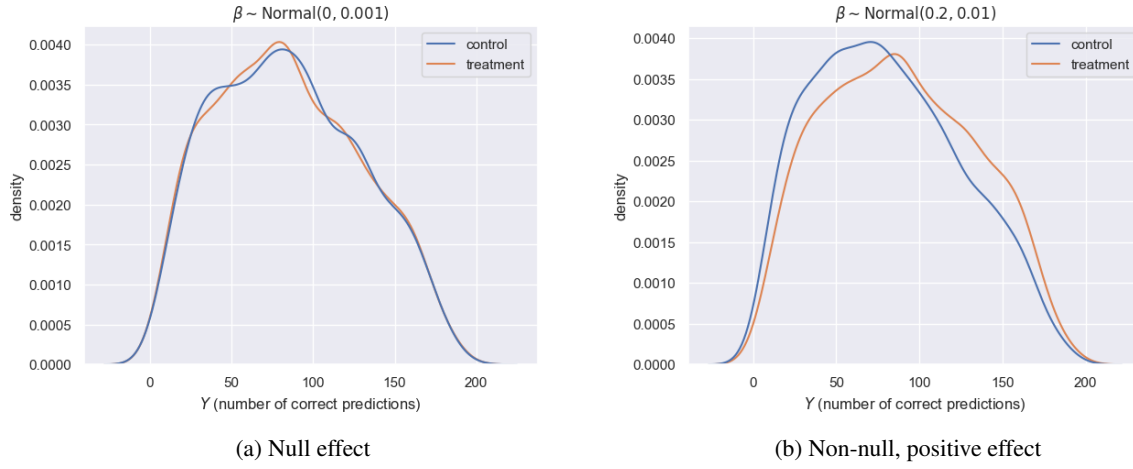 β ~ Normal(0, 0.001)
control
treatment
0.0040
0.0035
0.0030
0.0025
0.0020
0.0015
0.0010
0.0005
0.0000
density
0 50 100 150 200
Y (number of correct predictions)
(a) Null effect
β ~ Normal(0.2, 0.01)
control
treatment
0.0040
0.0035
0.0030
0.0025
0.0020
0.0015
0.0010
0.0005
0.0000
density
0 50 100 150 200
Y (number of correct predictions)
(b) Non-null, positive effect